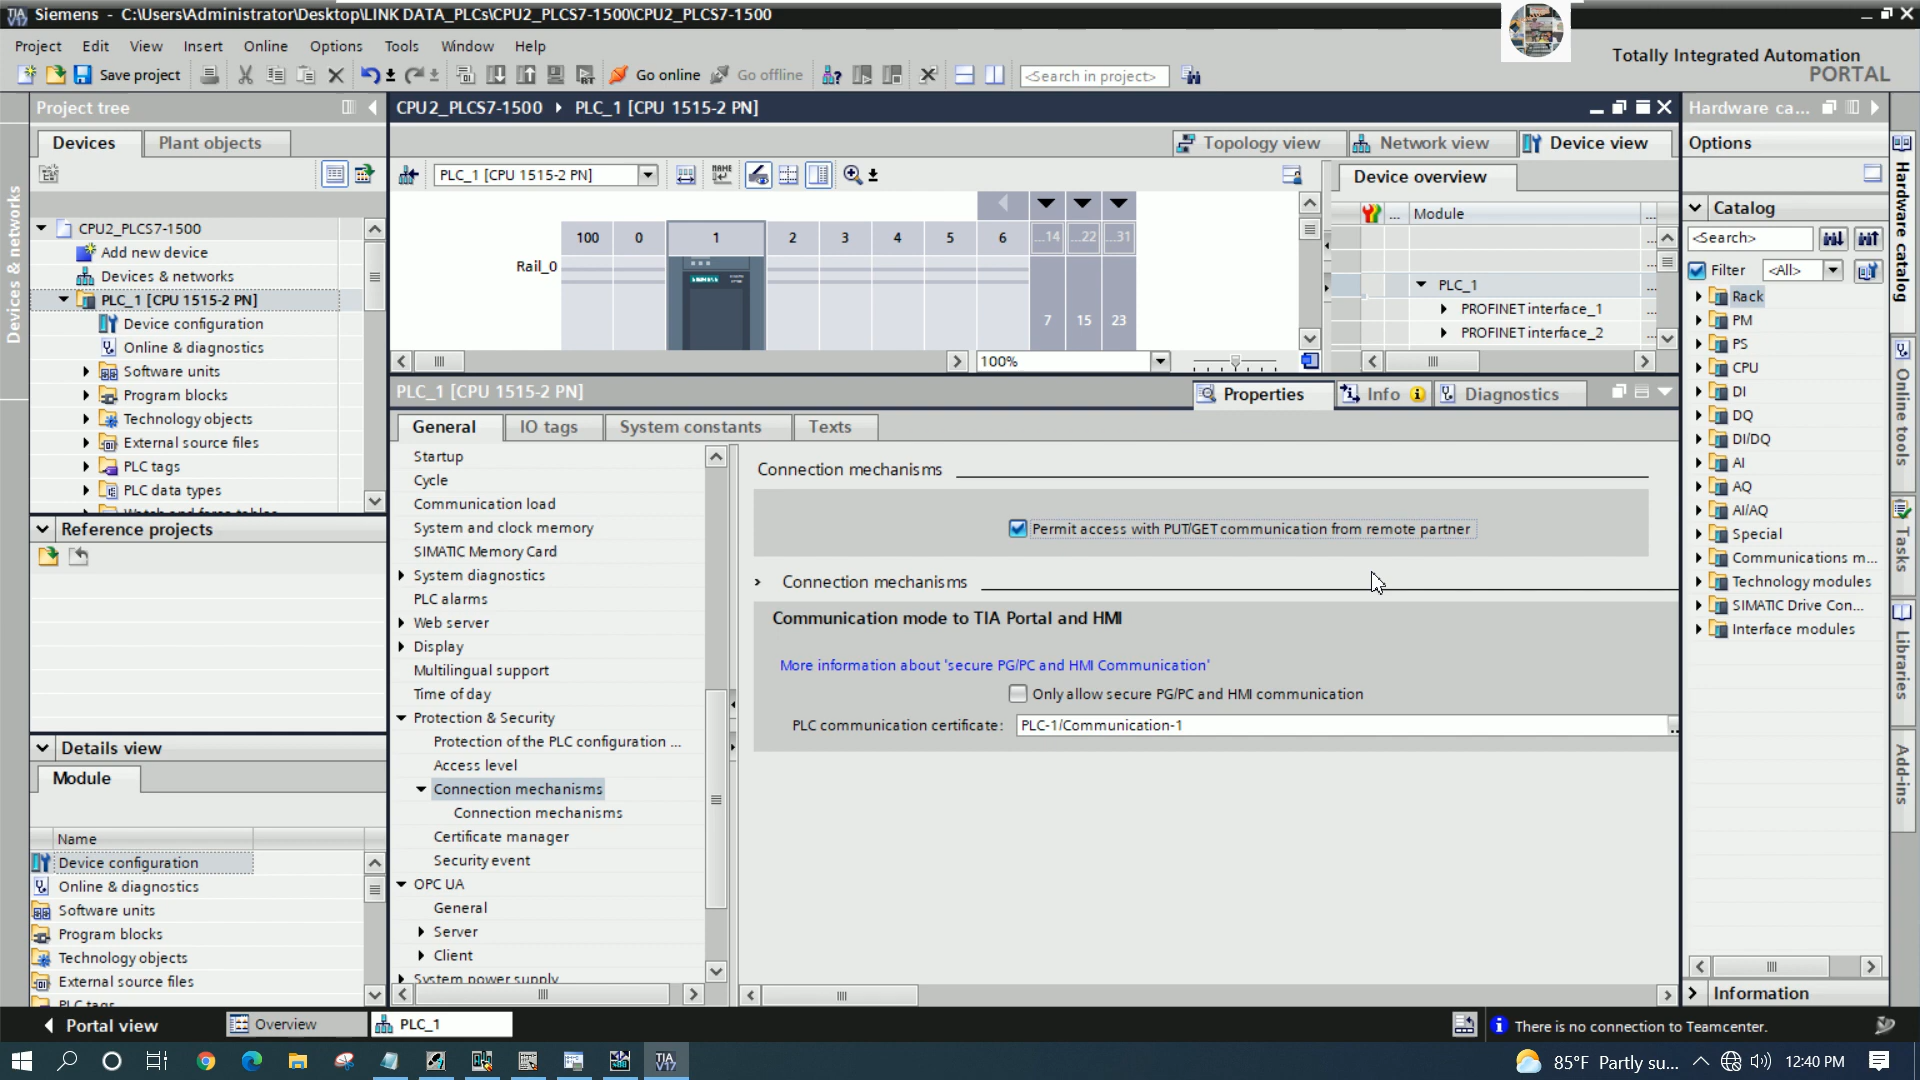 Siemens - C:\Users\Administrator\Desktop\LINK DATA_PLCs\CPU2_PLCS7-1500\CPU2_PLCS7-1500
Project Edit View Insert Online Options Tools Window Help
Totally Integrated Automation
PORTAL
Save project
Go online
Go offline
<Search in project>
Project tree
CPU2_PLCS7-1500 PLC_1 [CPU 1515-2 PN]
Hardware ca...
Devices
Plant objects
Topology view
Network view
Device view
Options
PLC_1 [CPU 1515-2 PN]
Device overview
Devices & networks
CPU2_PLCS7-1500
Add new device
Devices & networks
PLC_1 [CPU 1515-2 PN]
Device configuration
Online & diagnostics
Software units
Program blocks
Technology objects
External source files
PLC tags
PLC data types
Watch and force tables
100 0 1 2 3 4 5 6 ...14 ...22 ...31
Rail_0
SIEMENS
7 15 23
100%
... Module
PLC_1
PROFINET interface_1
PROFINET interface_2
Catalog
<Search>
Filter <All>
Rack
PM
PS
CPU
DI
DQ
DI/DQ
AI
AQ
AI/AQ
Special
Communications m...
Technology modules
SIMATIC Drive Con...
Interface modules
Information
Hardware catalog
Online tools
Tasks
Libraries
Add-ins
Reference projects
Details view
Module
Name
Device configuration
Online & diagnostics
Software units
Program blocks
Technology objects
External source files
PLC tags
PLC_1 [CPU 1515-2 PN]
Properties
Info
Diagnostics
General
IO tags
System constants
Texts
Startup
Cycle
Communication load
System and clock memory
SIMATIC Memory Card
System diagnostics
PLC alarms
Web server
Display
Multilingual support
Time of day
Protection & Security
Protection of the PLC configuration ...
Access level
Connection mechanisms
Connection mechanisms
Certificate manager
Security event
OPC UA
General
Server
Client
System power supply
Connection mechanisms
Permit access with PUT/GET communication from remote partner
Connection mechanisms
Communication mode to TIA Portal and HMI
More information about 'secure PG/PC and HMI Communication'
Only allow secure PG/PC and HMI communication
PLC communication certificate: PLC-1/Communication-1
Portal view
Overview
PLC_1
There is no connection to Teamcenter.
85°F Partly su...
12:40 PM